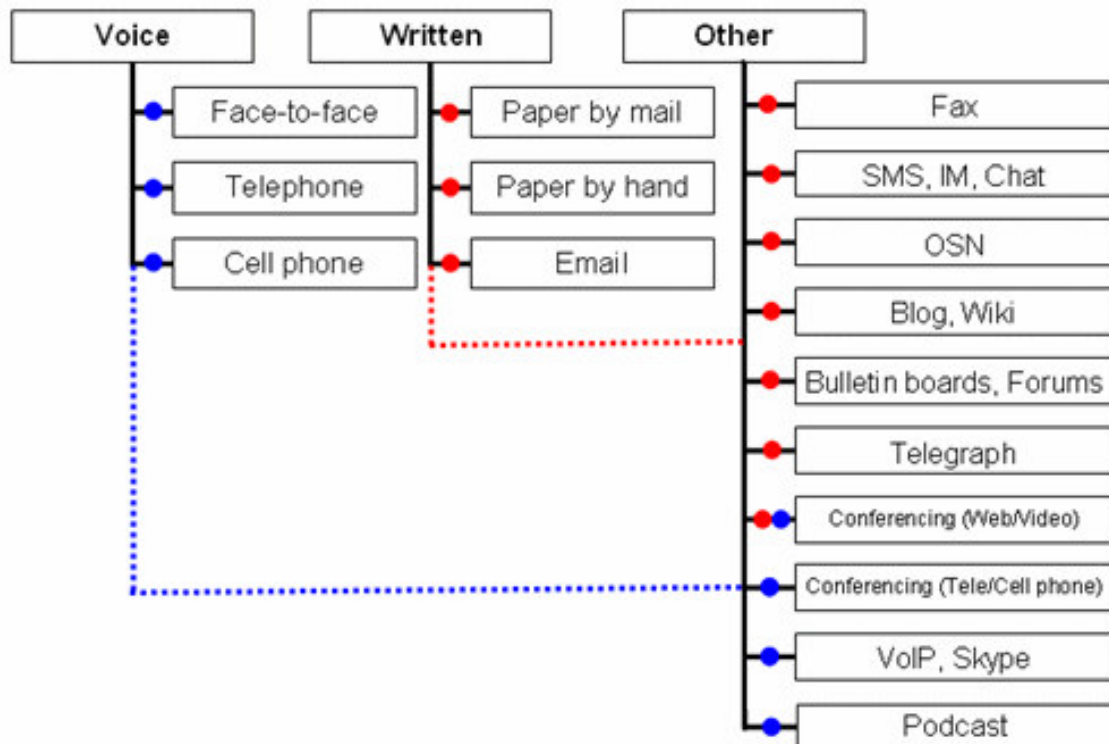 Voice
Face-to-face
Telephone
Cell phone
Written
Paper by mail
Paper by hand
Email
Other
Fax
SMS, IM, Chat
OSN
Blog, Wiki
Bulletin boards, Forums
Telegraph
Conferencing (Web/Video)
Conferencing (Tele/Cell phone)
VoIP, Skype
Podcast